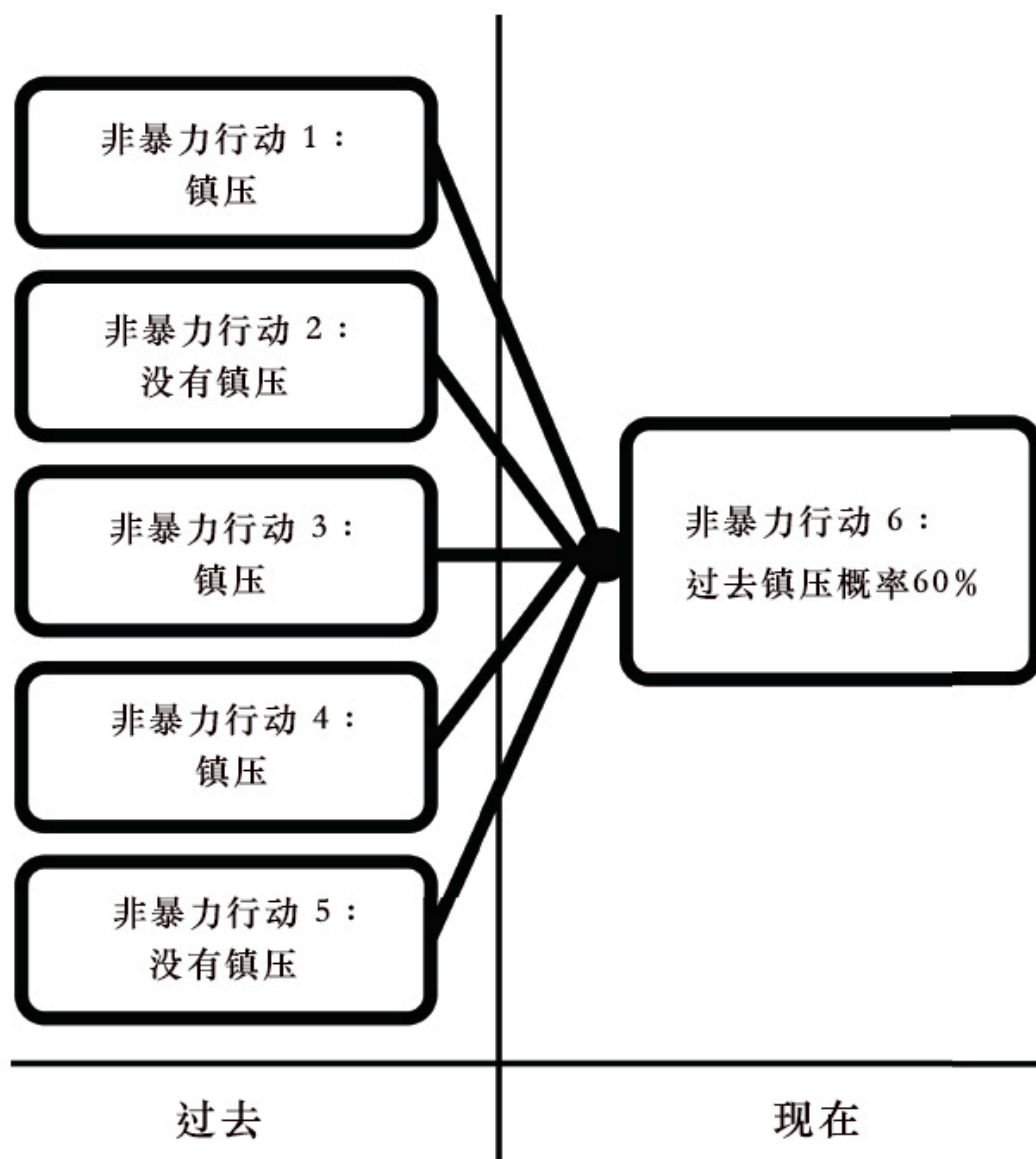 非暴力行动 1：
镇压
非暴力行动 2：
没有镇压
非暴力行动 3：
镇压
非暴力行动 4：
镇压
非暴力行动 5：
没有镇压
非暴力行动 6：
过去镇压概率60%
过去
现在